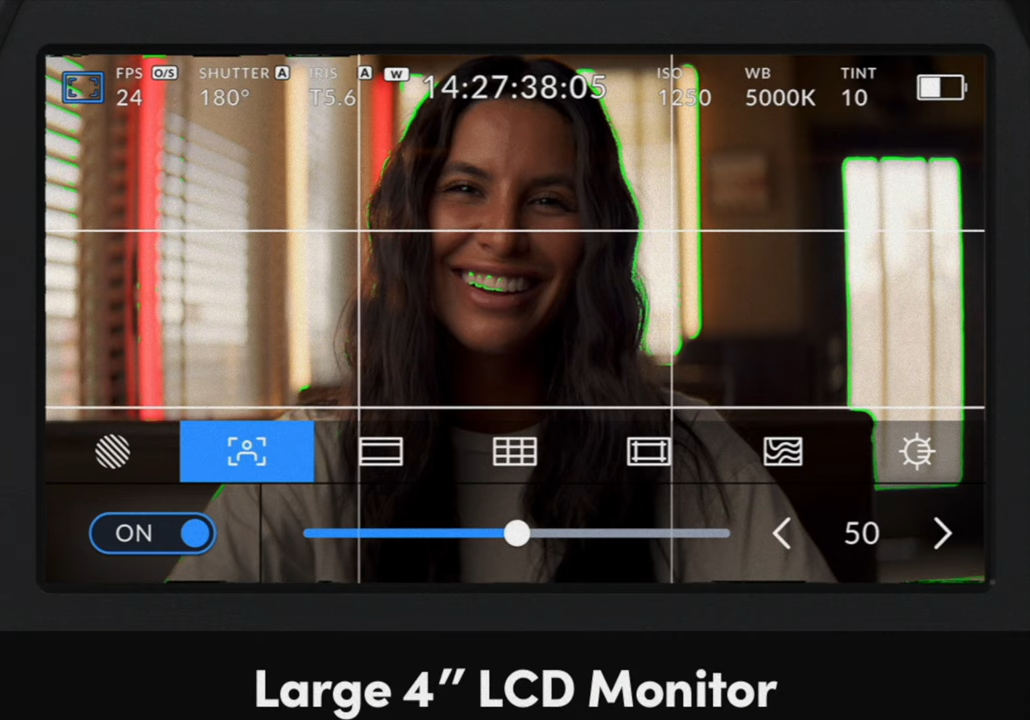 FPS O/S SHUTTER A IRIS A W 14:27:38:05 ISO WB TINT
24 180° T5.6 1250 5000K 10
ON 50
Large 4” LCD Monitor